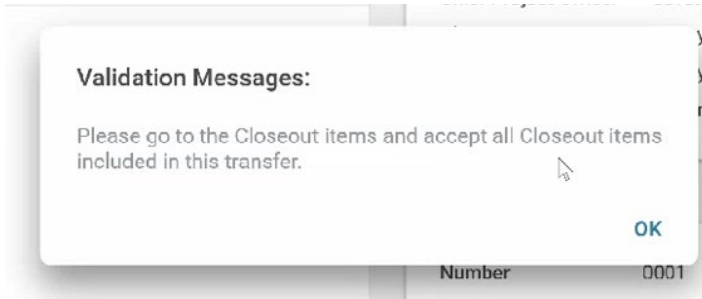 Validation Messages:
Please go to the Closeout items and accept all Closeout items
included in this transfer.
OK
Number 0001